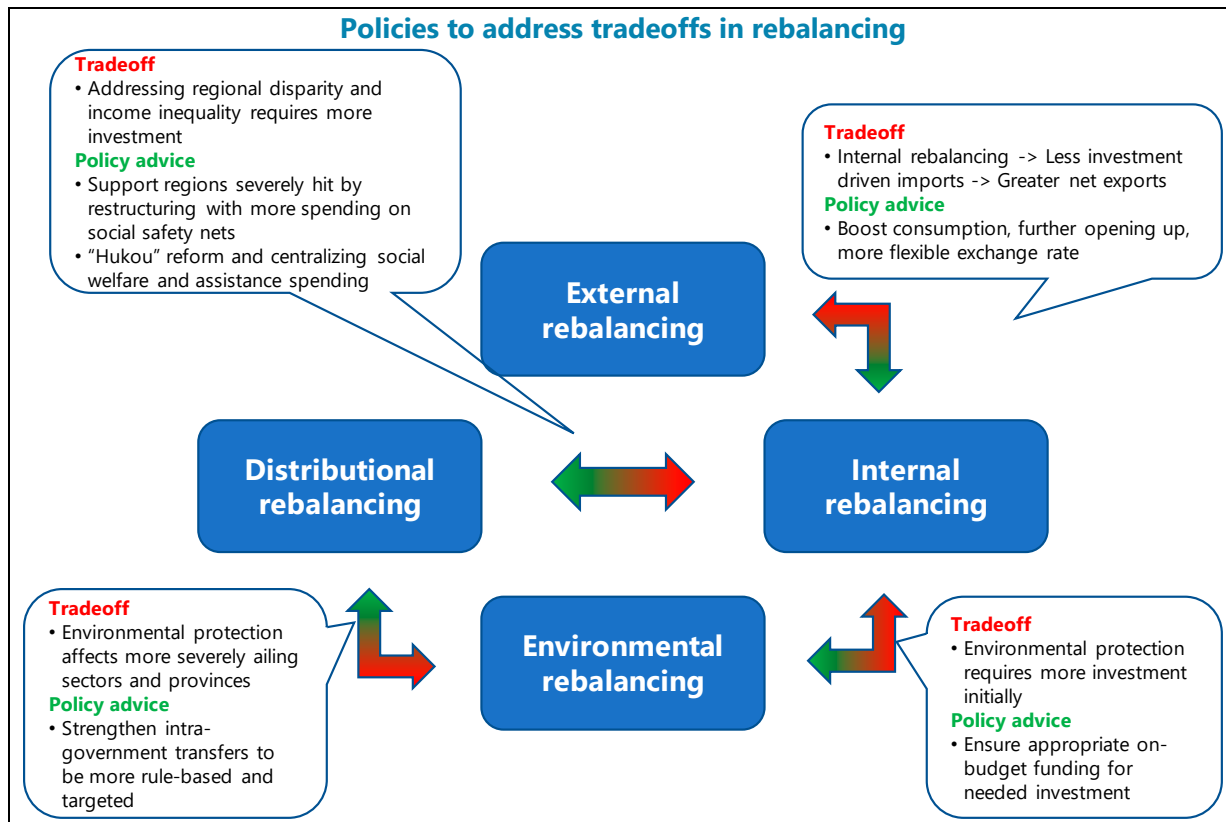 Policies to address tradeoffs in rebalancing
Tradeoff
• Addressing regional disparity and
income inequality requires more
investment
Policy advice
• Support regions severely hit by
restructuring with more spending on
social safety nets
• “Hukou” reform and centralizing social
welfare and assistance spending
Tradeoff
• Internal rebalancing -> Less investment
driven imports -> Greater net exports
Policy advice
• Boost consumption, further opening up,
more flexible exchange rate
External
rebalancing
Distributional
rebalancing
Internal
rebalancing
Environmental
rebalancing
Tradeoff
• Environmental protection
affects more severely ailing
sectors and provinces
Policy advice
• Strengthen intra-
government transfers to
be more rule-based and
targeted
Tradeoff
• Environmental protection
requires more investment
initially
Policy advice
• Ensure appropriate on-
budget funding for
needed investment